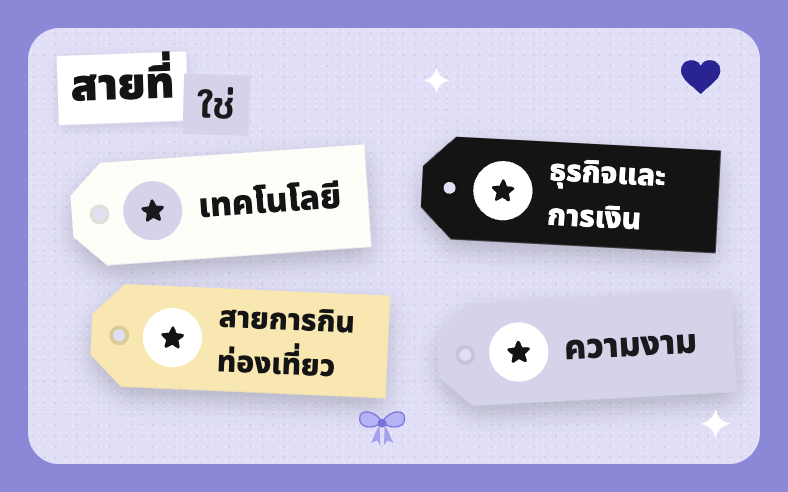 สายที่
ใช่
เทคโนโลยี
ธุรกิจและ
การเงิน
สายการกิน
ท่องเที่ยว
ความงาม